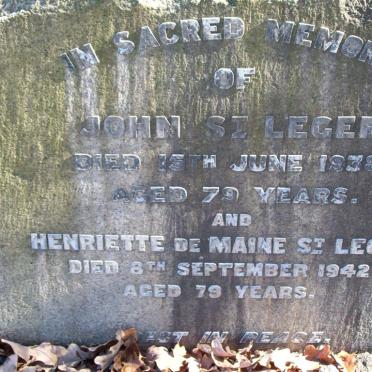 IN SACRED MEMOR
OF
JOHN ST LEGER
DIED 15TH JUNE 193
AGED 79 YEARS.
AND
HENRIETTE DE MAINE ST LEG
DIED 8TH SEPTEMBER 1942
AGED 79 YEARS.
REST IN PEACE.